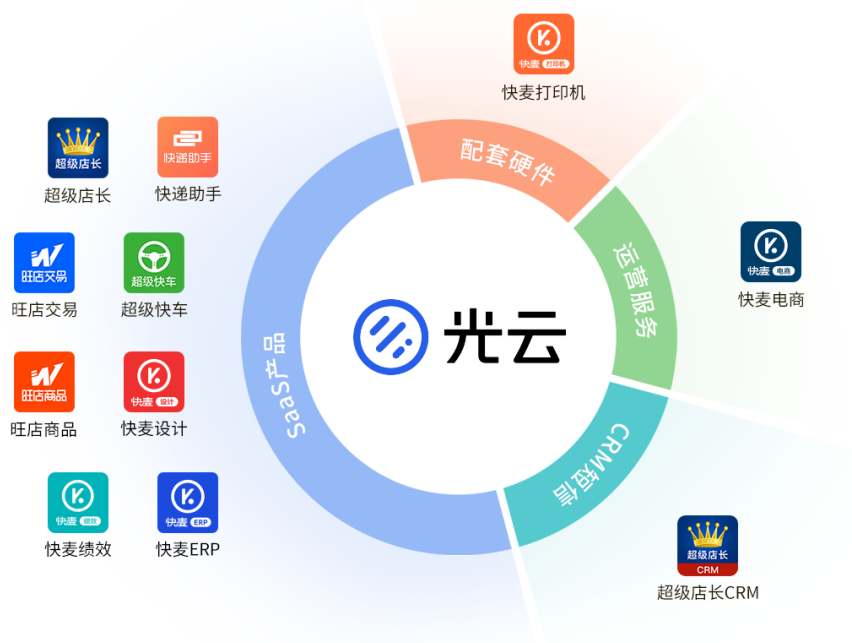 快麦
打印机
快麦打印机
配套硬件
超级店长
超级店长
快递助手
快递助手
旺店交易
旺店交易
超级快车
超级快车
运营服务
快麦
电商
快麦电商
光云
SaaS产品
旺店商品
旺店商品
快麦
设计
快麦设计
CRM短信
快麦
绩效
快麦绩效
快麦
ERP
快麦ERP
超级店长
CRM
超级店长CRM